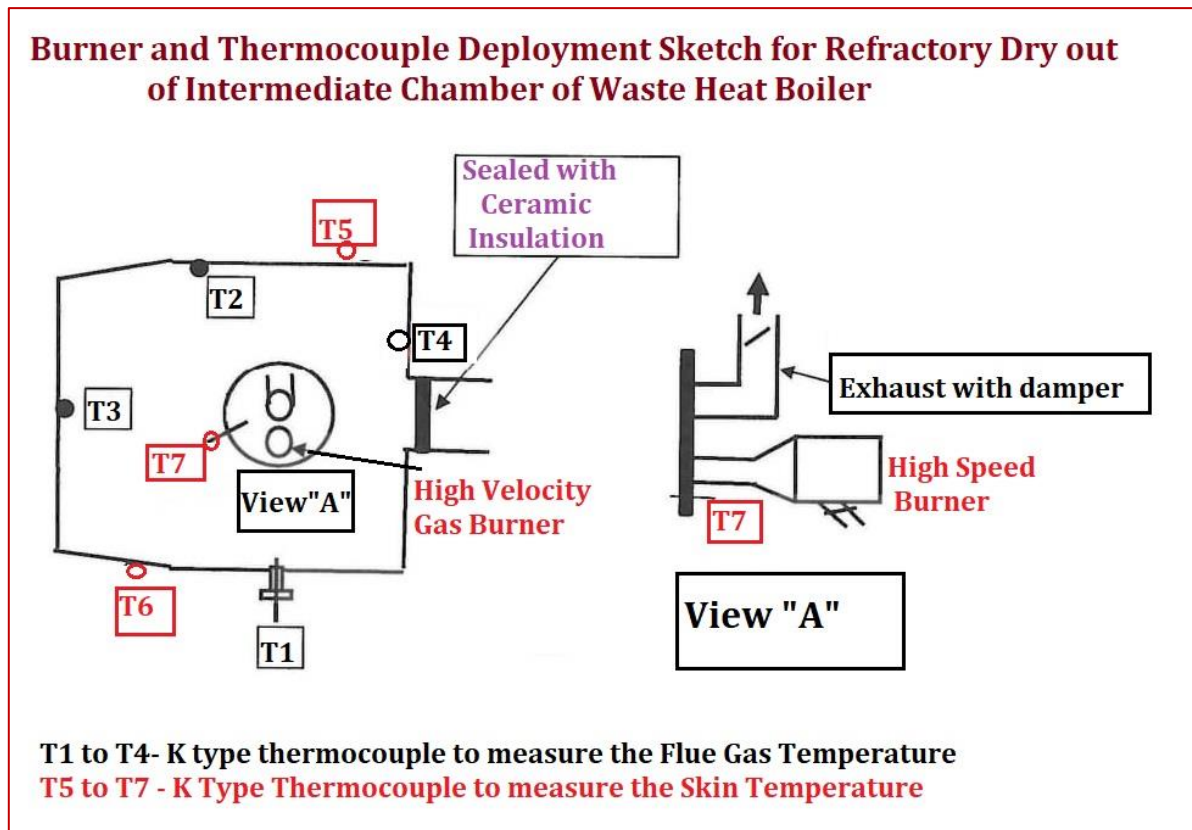 Burner and Thermocouple Deployment Sketch for Refractory Dry out
of Intermediate Chamber of Waste Heat Boiler
Sealed with
Ceramic
Insulation
T5
T2
T4
T3
T7
View"A"
High Velocity
Gas Burner
T6
T1
Exhaust with damper
High Speed
Burner
T7
View "A"
T1 to T4- K type thermocouple to measure the Flue Gas Temperature
T5 to T7 - K Type Thermocouple to measure the Skin Temperature